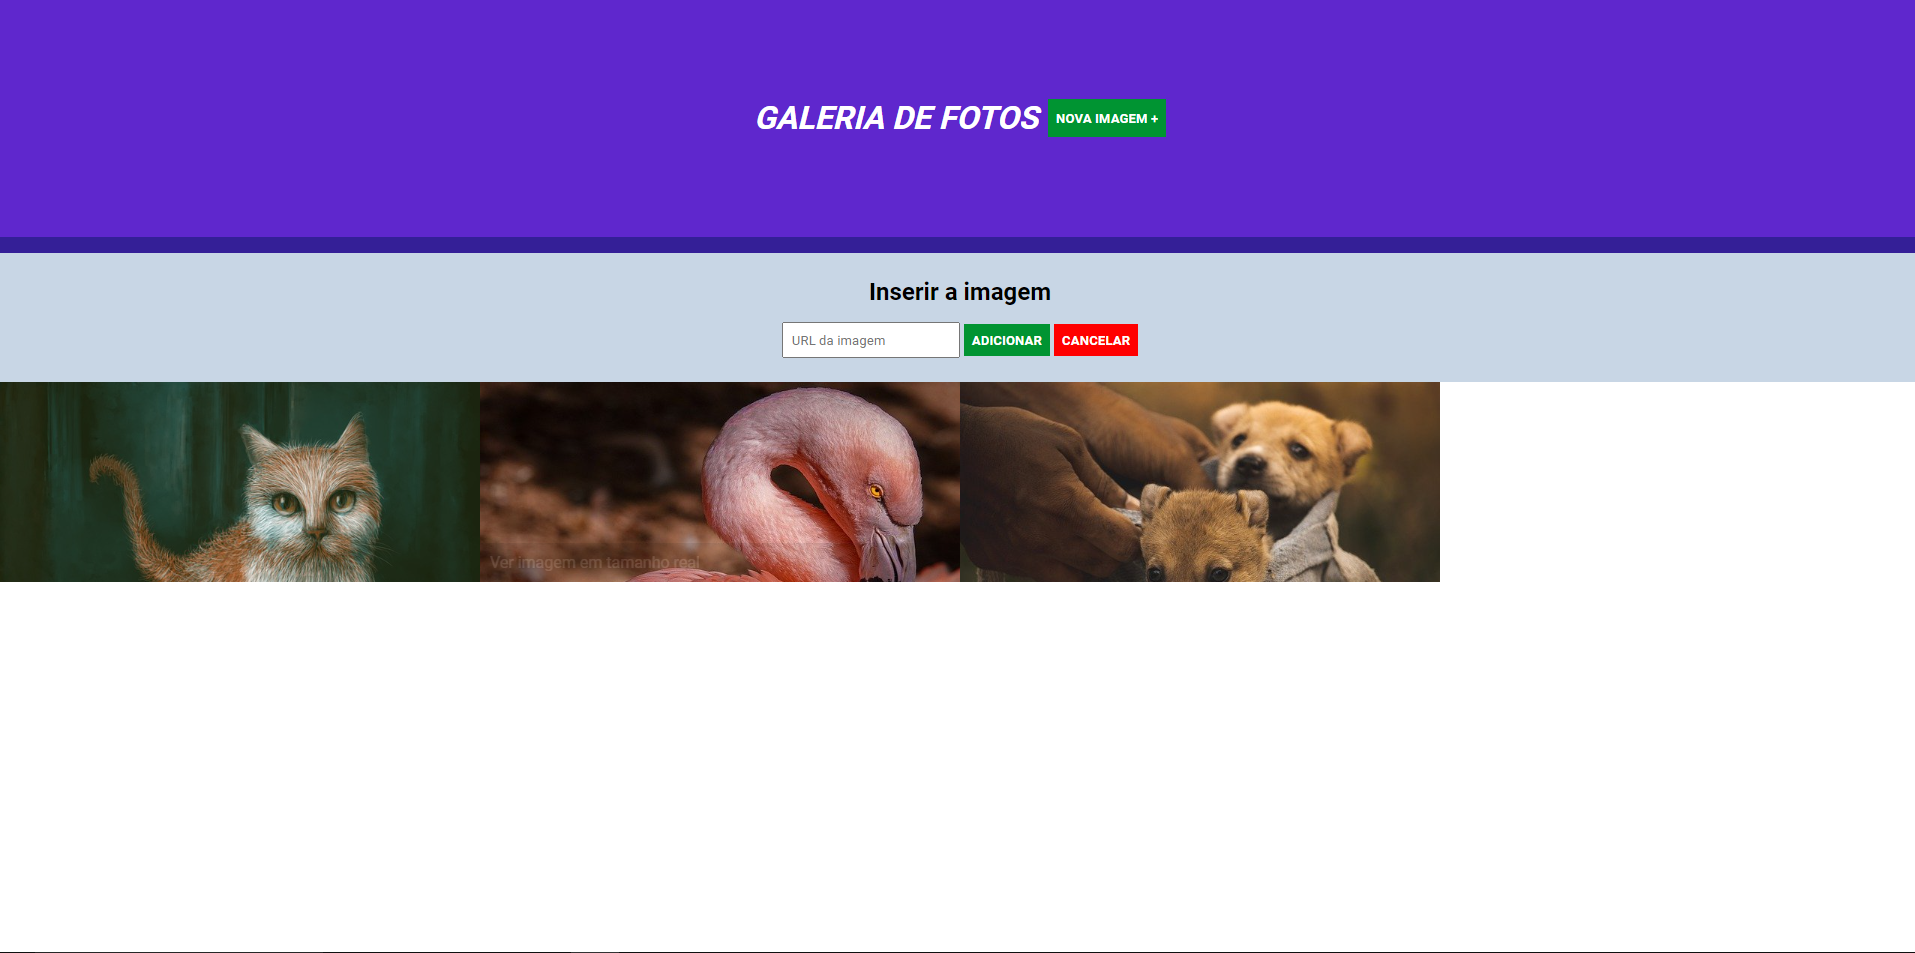 GALERIA DE FOTOS NOVA IMAGEM +
Inserir a imagem
URL da imagem ADICIONAR CANCELAR
Ver imagem em tamanho real